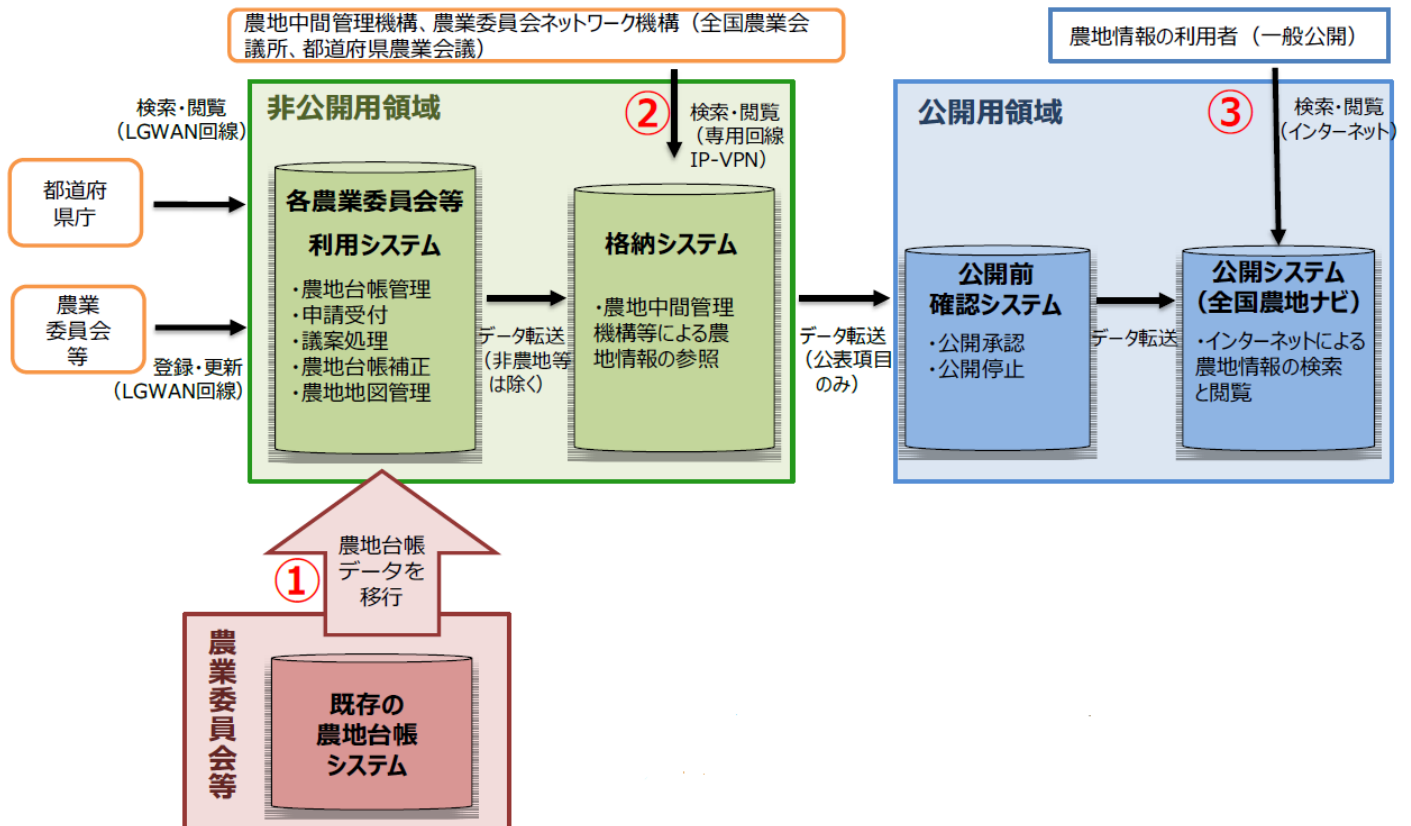 農地中間管理機構、農業委員会ネットワーク機構（全国農業会
議所、都道府県農業会議）
農地情報の利用者（一般公開）
検索・閲覧
（LGWAN回線）
非公開用領域
②
検索・閲覧
（専用回線
IP-VPN）
公開用領域
③
検索・閲覧
（インターネット）
都道府
県庁
農業
委員会
等
登録・更新
（LGWAN回線）
各農業委員会等
利用システム
・農地台帳管理
・申請受付
・議案処理
・農地台帳補正
・農地地図管理
データ転送
（非農地等
は除く）
格納システム
・農地中間管理
機構等による農
地情報の参照
データ転送
（公表項目
のみ）
公開前
確認システム
・公開承認
・公開停止
データ転送
公開システム
（全国農地ナビ）
・インターネットによる
農地情報の検索
と閲覧
①
農地台帳
データを
移行
農業委員会等
既存の
農地台帳
システム